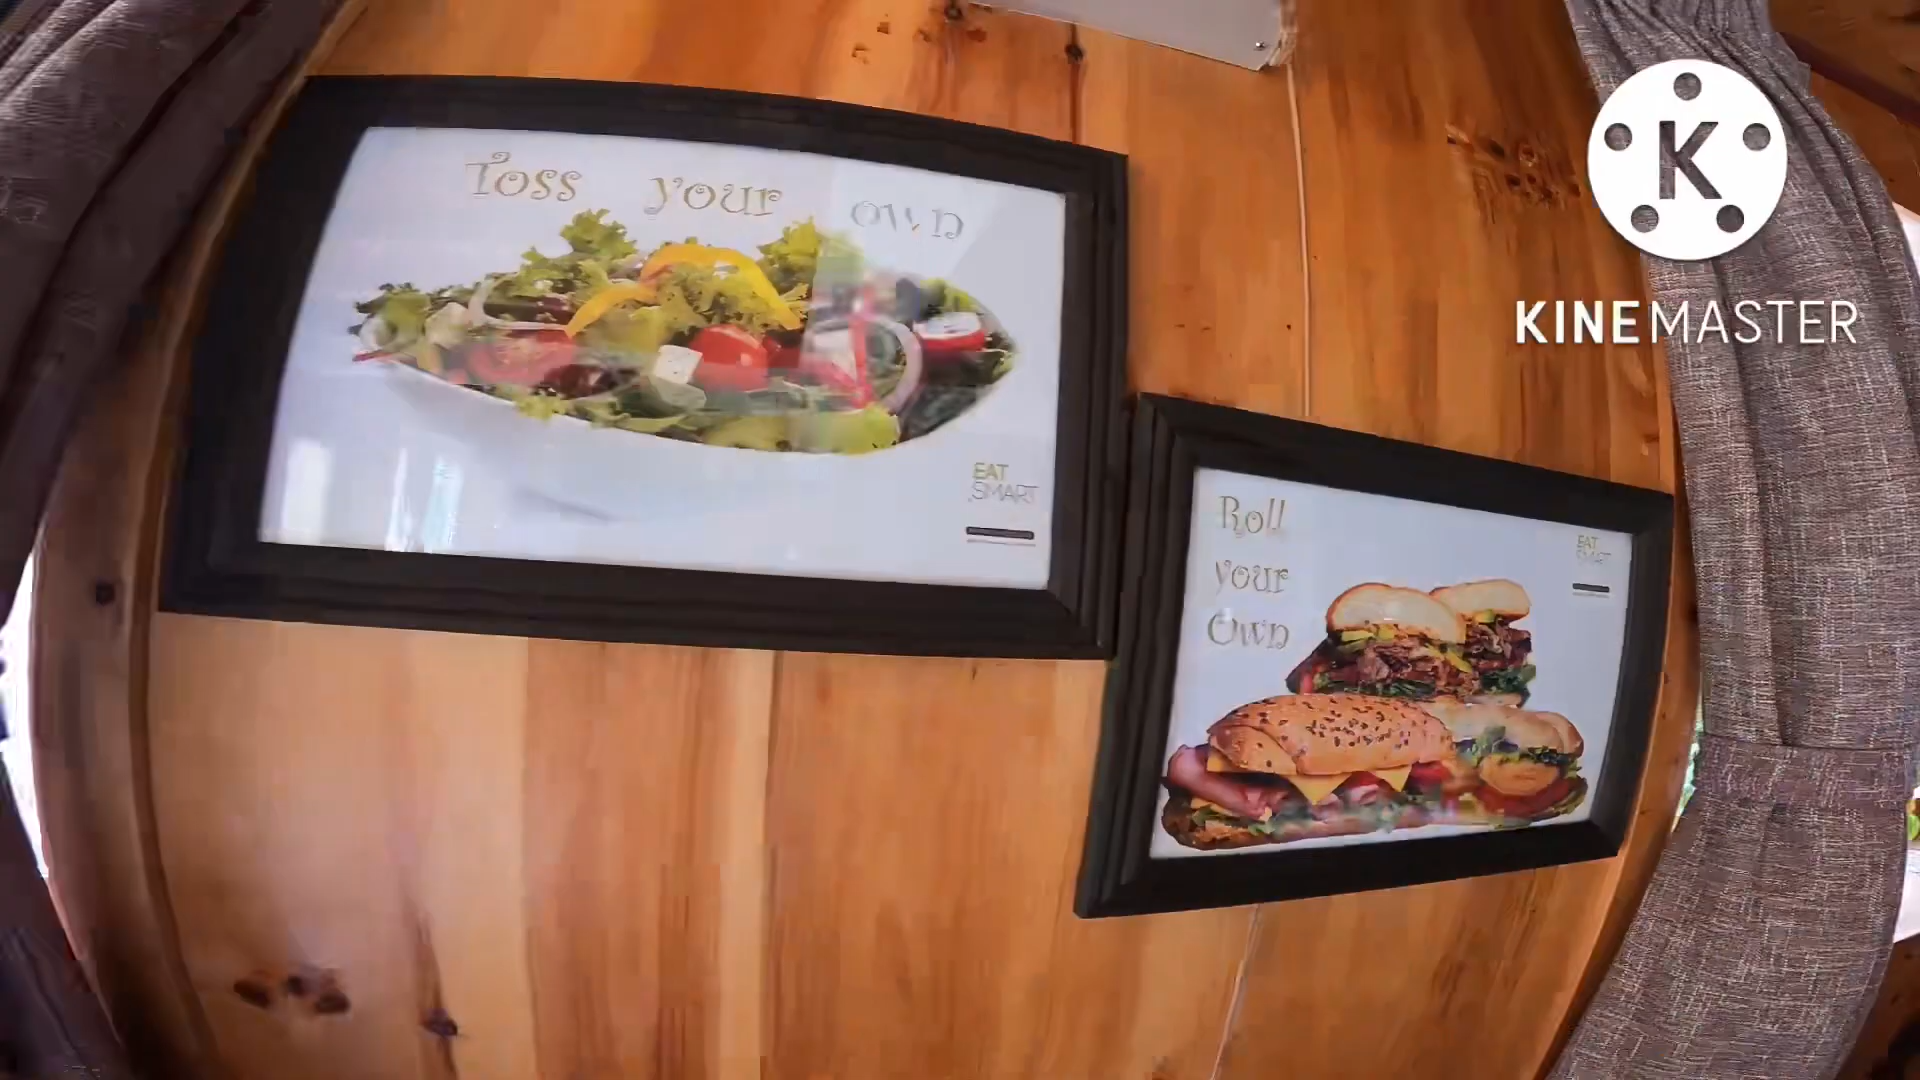 Toss your own
EAT
SMART
Roll
your
Own
EAT
SMART
K
KINEMASTER